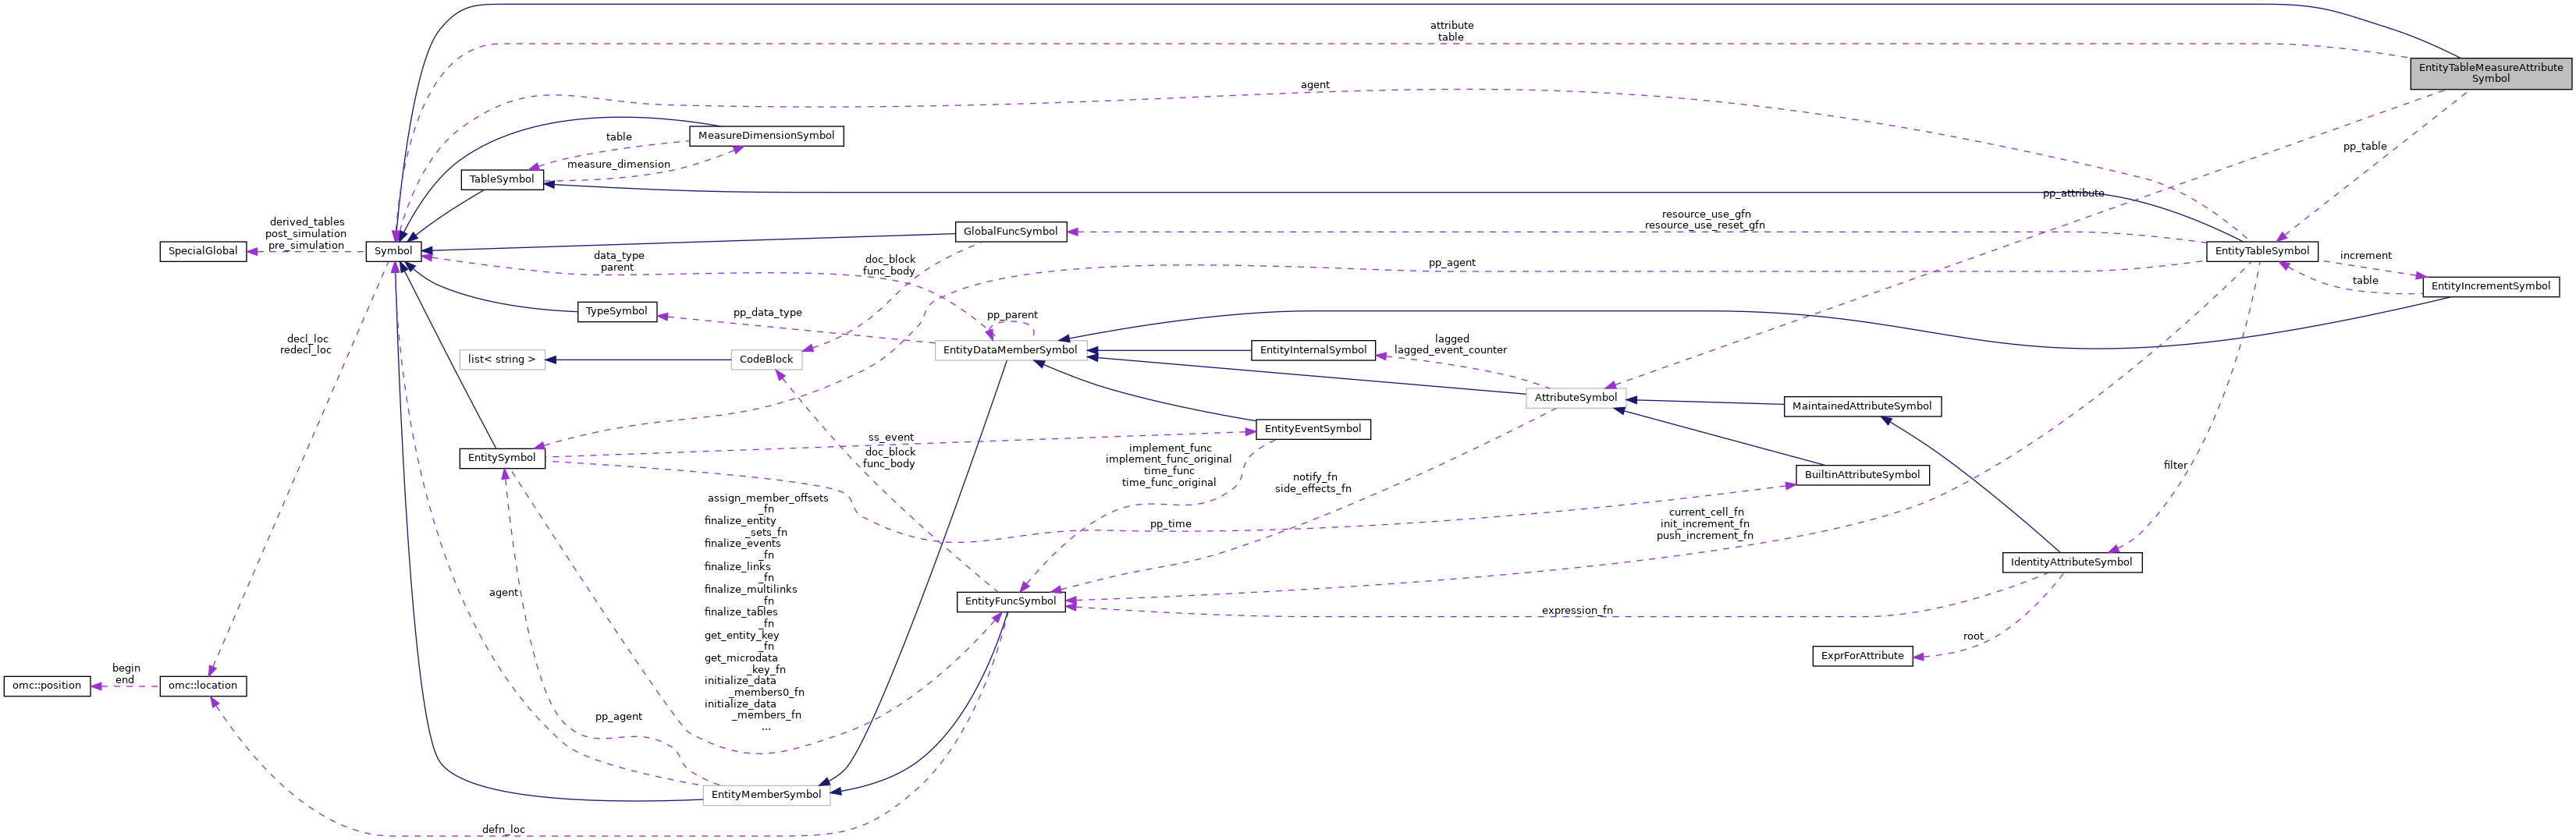 attribute
table
EntityTableMeasureAttribute
Symbol
agent
MeasureDimensionSymbol
table
pp_table
measure_dimension
TableSymbol
pp_attribute
derived_tables
post_simulation
pre_simulation
resource_use_gfn
resource_use_reset_gfn
GlobalFuncSymbol
SpecialGlobal
Symbol
EntityTableSymbol
data_type
parent
doc_block
func_body
pp_agent
increment
table
EntityIncrementSymbol
TypeSymbol
pp_data_type
pp_parent
decl_loc
redecl_loc
lagged
lagged_event_counter
list< string >
CodeBlock
EntityDataMemberSymbol
EntityInternalSymbol
AttributeSymbol
MaintainedAttributeSymbol
EntityEventSymbol
ss_event
doc_block
func_body
implement_func
implement_func_original
time_func
time_func_original
EntitySymbol
filter
notify_fn
side_effects_fn
BuiltinAttributeSymbol
assign_member_offsets
_fn
finalize_entity
_sets_fn
finalize_events
_fn
finalize_links
_fn
finalize_multilinks
_fn
finalize_tables
_fn
get_entity_key
_fn
get_microdata
_key_fn
initialize_data
_members0_fn
initialize_data
_members_fn
...
pp_time
current_cell_fn
init_increment_fn
push_increment_fn
IdentityAttributeSymbol
agent
EntityFuncSymbol
expression_fn
root
ExprForAttribute
begin
end
omc::position
omc::location
pp_agent
EntityMemberSymbol
defn_loc